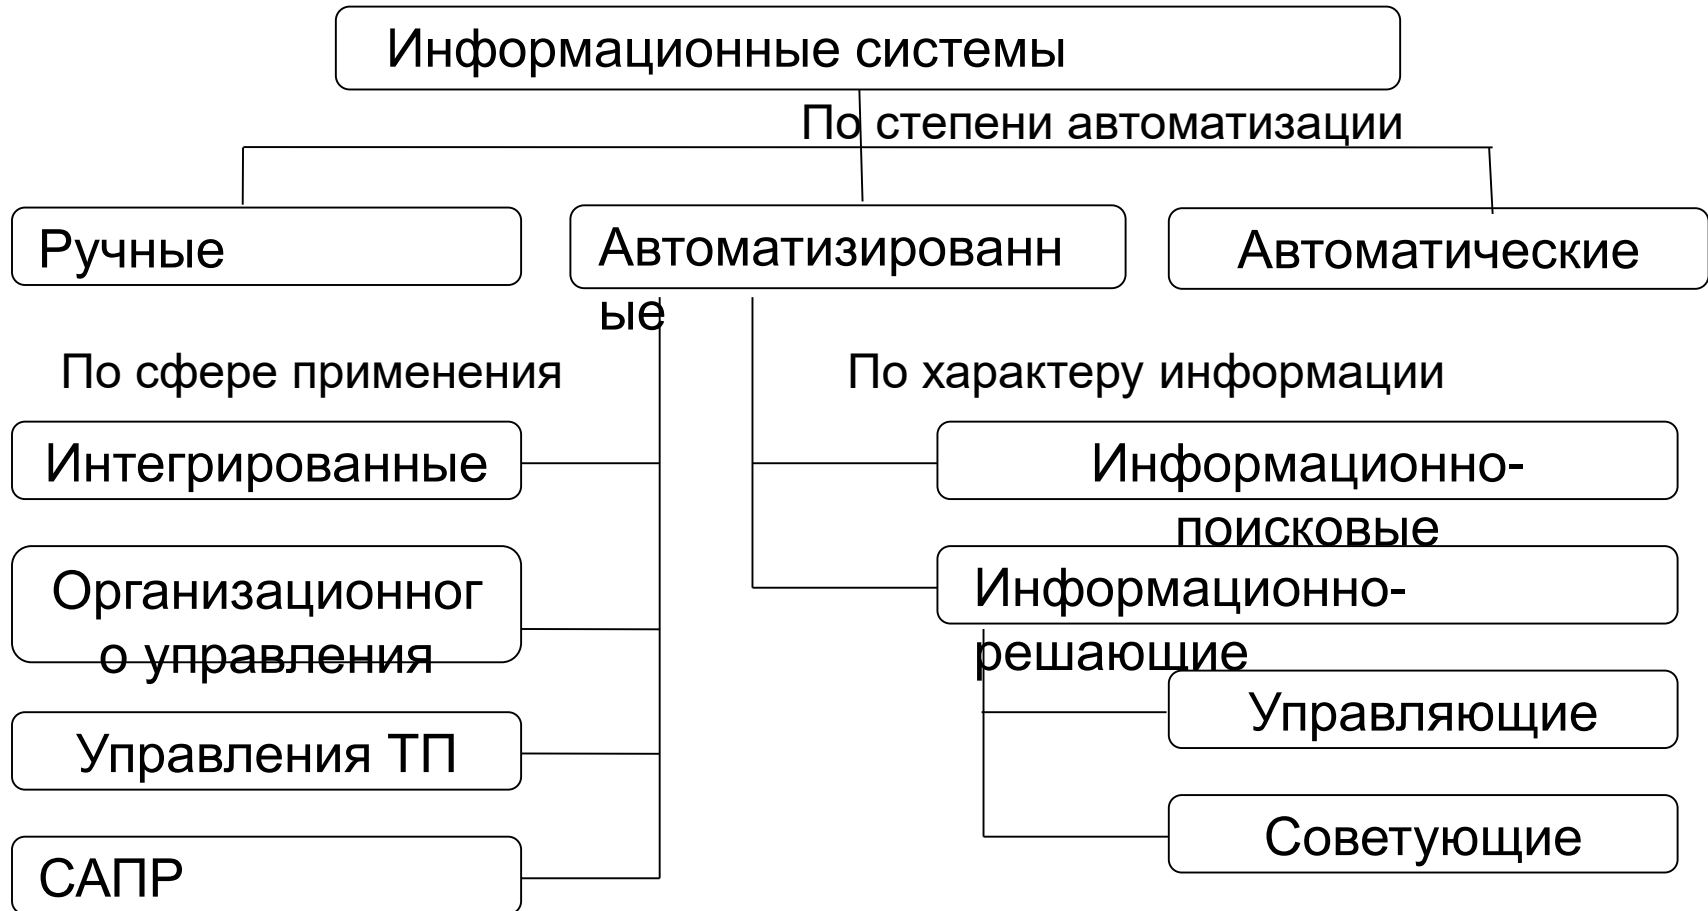 Информационные системы
По степени автоматизации
Ручные
Автоматизированн
ые
Автоматические
По сфере применения
По характеру информации
Интегрированные
Информационно-
поисковые
Организационног
о управления
Информационно-
решающие
Управления ТП
Управляющие
САПР
Советующие